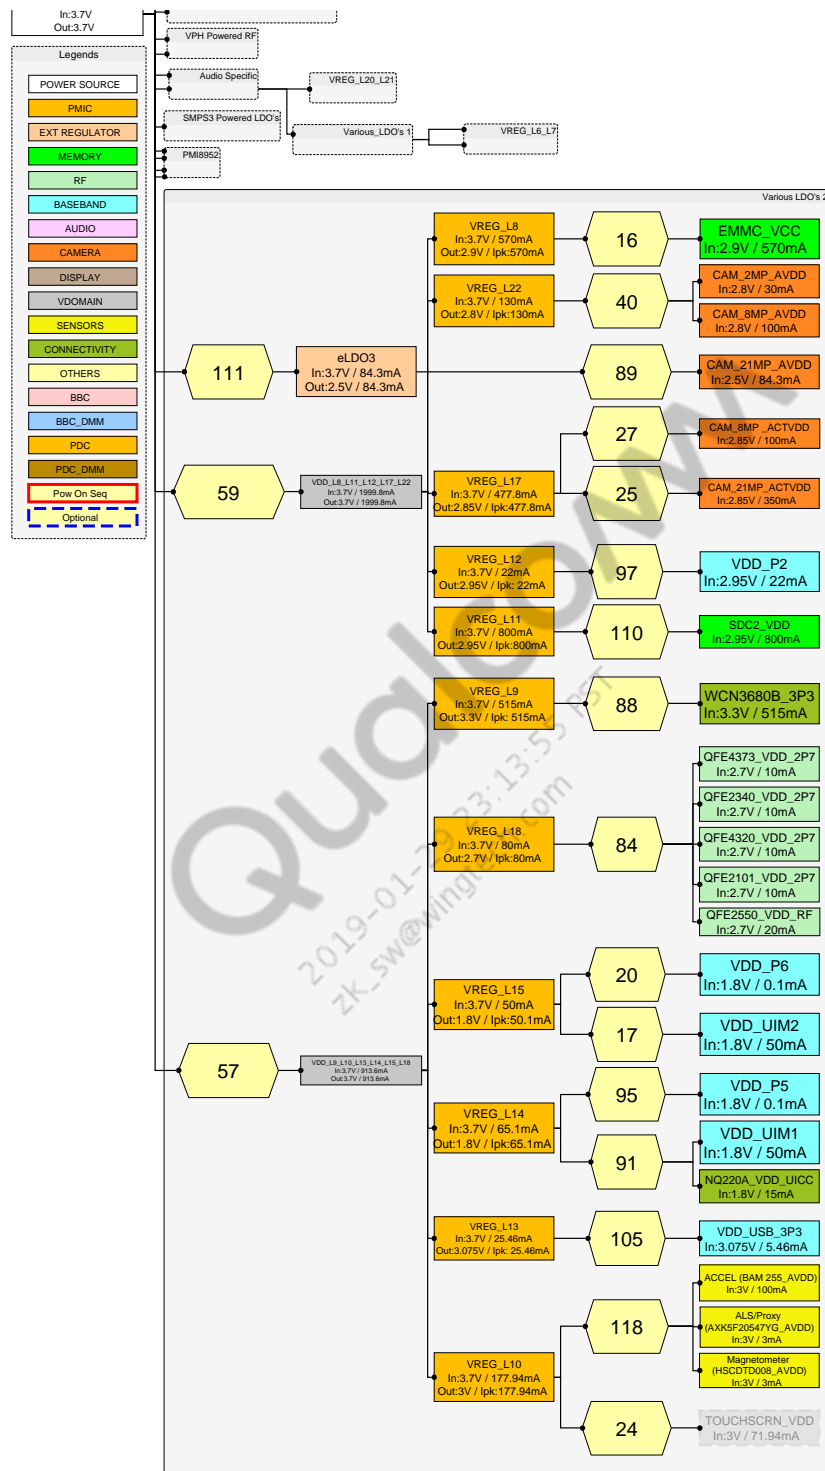 In:3.7V
Out:3.7V
VPH Powered RF
Audio Specific
VREG_L20_L21
SMPS3 Powered LDO's
Various_LDO's 1
VREG_L6_L7
PMI8952
Legends
POWER SOURCE
PMIC
EXT REGULATOR
MEMORY
RF
BASEBAND
AUDIO
CAMERA
DISPLAY
VDOMAIN
SENSORS
CONNECTIVITY
OTHERS
BBC
BBC_DMM
PDC
PDC_DMM
Pow On Seq
Optional
Various LDO's 2
VREG_L8
In:3.7V / 570mA
Out:2.9V / Ipk:570mA
16
EMMC_VCC
In:2.9V / 570mA
VREG_L22
In:3.7V / 130mA
Out:2.8V / Ipk:130mA
40
CAM_2MP_AVDD
In:2.8V / 30mA
CAM_8MP_AVDD
In:2.8V / 100mA
111
eLDO3
In:3.7V / 84.3mA
Out:2.5V / 84.3mA
89
CAM_21MP_AVDD
In:2.5V / 84.3mA
59
VDD_L8_L11_L12_L17_L22
In:3.7V / 1999.8mA
Out:3.7V / 1999.8mA
VREG_L17
In:3.7V / 477.8mA
Out:2.85V / Ipk:477.8mA
27
CAM_8MP _ACTVDD
In:2.85V / 100mA
25
CAM_21MP_ACTVDD
In:2.85V / 350mA
VREG_L12
In:3.7V / 22mA
Out:2.95V / Ipk: 22mA
97
VDD_P2
In:2.95V / 22mA
VREG_L11
In:3.7V / 800mA
Out:2.95V / Ipk:800mA
110
SDC2_VDD
In:2.95V / 800mA
VREG_L9
In:3.7V / 515mA
Out:3.3V / Ipk: 515mA
88
WCN3680B_3P3
In:3.3V / 515mA
VREG_L18
In:3.7V / 80mA
Out:2.7V / Ipk:80mA
84
QFE4373_VDD_2P7
In:2.7V / 10mA
QFE2340_VDD_2P7
In:2.7V / 10mA
QFE4320_VDD_2P7
In:2.7V / 10mA
QFE2101_VDD_2P7
In:2.7V / 10mA
QFE2550_VDD_RF
In:2.7V / 20mA
VREG_L15
In:3.7V / 50mA
Out:1.8V / Ipk:50.1mA
20
VDD_P6
In:1.8V / 0.1mA
17
VDD_UIM2
In:1.8V / 50mA
57
VDD_L9_L10_L13_L14_L15_L18
In:3.7V / 913.6mA
Out:3.7V / 913.6mA
VREG_L14
In:3.7V / 65.1mA
Out:1.8V / Ipk:65.1mA
95
VDD_P5
In:1.8V / 0.1mA
91
VDD_UIM1
In:1.8V / 50mA
NQ220A_VDD_UICC
In:1.8V / 15mA
VREG_L13
In:3.7V / 25.46mA
Out:3.075V / Ipk: 25.46mA
105
VDD_USB_3P3
In:3.075V / 5.46mA
VREG_L10
In:3.7V / 177.94mA
Out:3V / Ipk:177.94mA
118
ACCEL (BAM 255_AVDD)
In:3V / 100mA
ALS/Proxy
(AXK5F20547YG_AVDD)
In:3V / 3mA
Magnetometer
(HSCDTD008_AVDD)
In:3V / 3mA
24
TOUCHSCRN_VDD
In:3V / 71.94mA
Qualcomm
2019-01-29 23:13:55 PST
zk_sw@wingtech.com